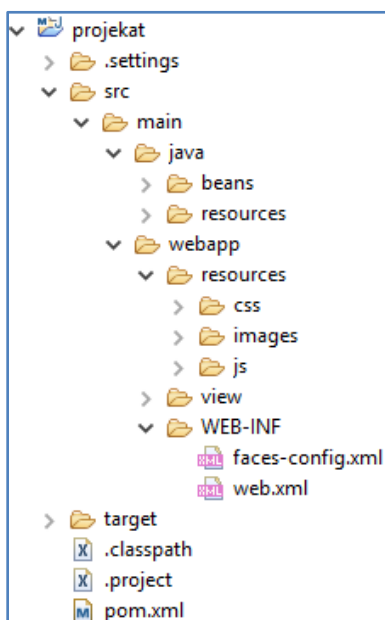 projekat
.settings
src
main
java
beans
resources
webapp
resources
css
images
js
view
WEB-INF
faces-config.xml
web.xml
target
.classpath
.project
pom.xml